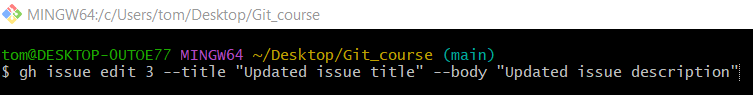 MINGW64:/c/Users/tom/Desktop/Git_course
tom@DESKTOP-OUTOE77 MINGW64 ~/Desktop/Git_course (main)
$ gh issue edit 3 --title "Updated issue title" --body "Updated issue description"